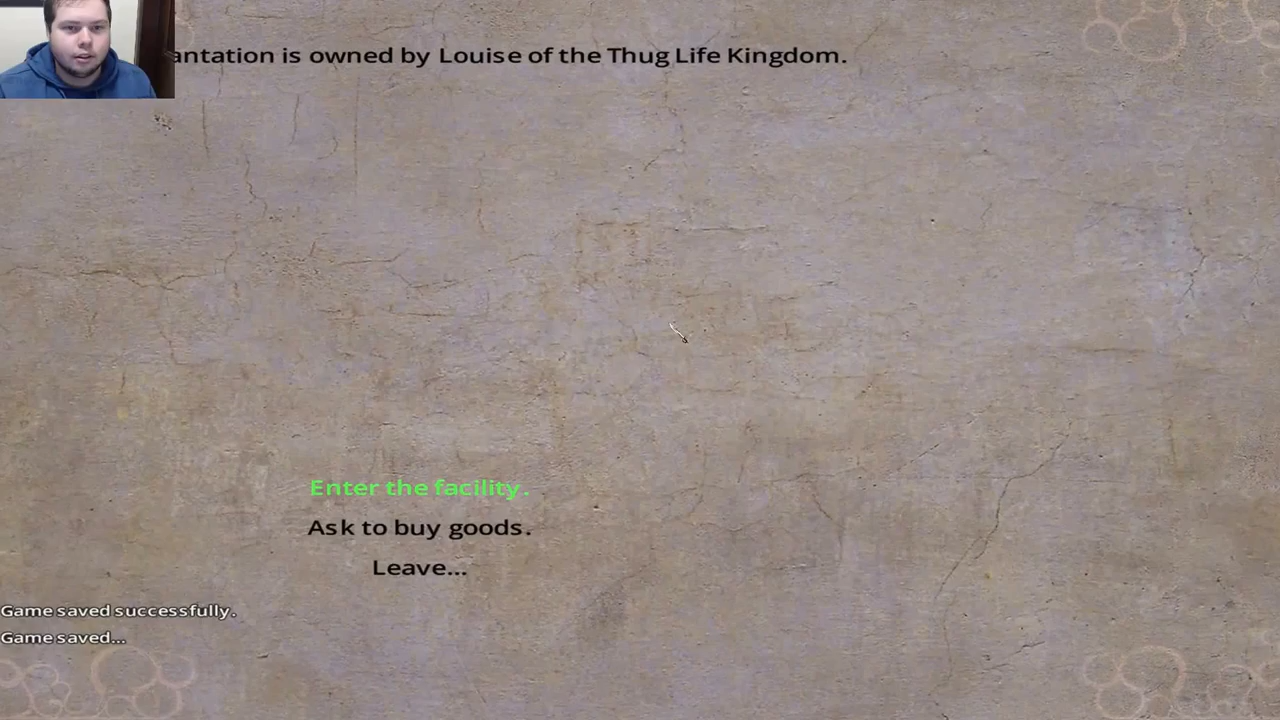 antation is owned by Louise of the Thug Life Kingdom.
Enter the facility.
Ask to buy goods.
Leave...
Game saved successfully.
Game saved...